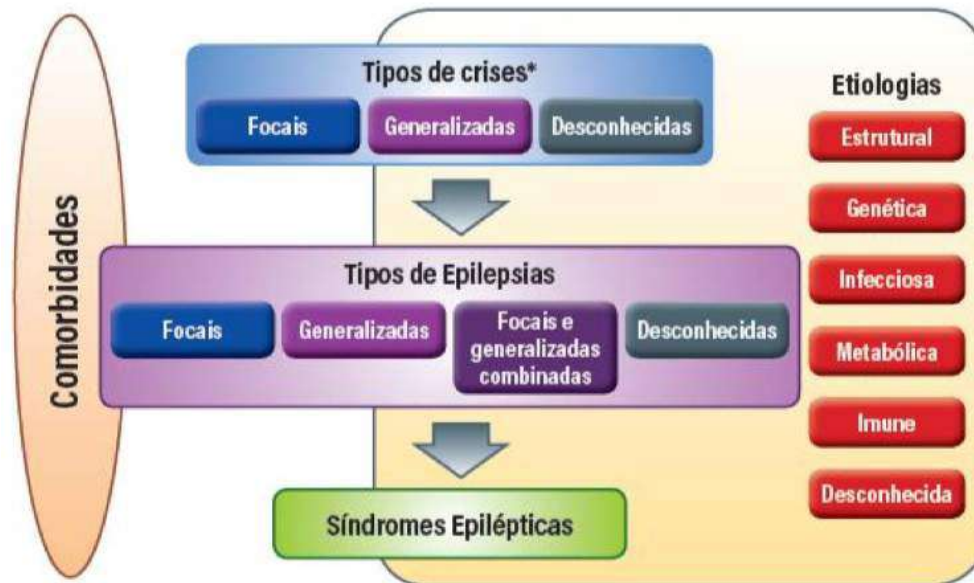 Comorbidades
Tipos de crises*
Focais
Generalizadas
Desconhecidas
Tipos de Epilepsias
Focais
Generalizadas
Focais e
generalizadas
combinadas
Desconhecidas
Síndromes Epilépticas
Etiologias
Estrutural
Genética
Infecciosa
Metabólica
Imune
Desconhecida